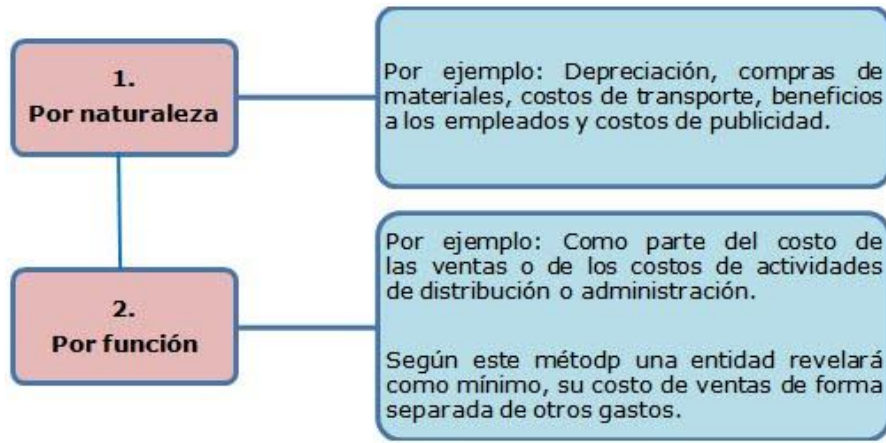 1.
Por naturaleza
Por ejemplo: Depreciación, compras de
materiales, costos de transporte, beneficios
a los empleados y costos de publicidad.
2.
Por función
Por ejemplo: Como parte del costo de
las ventas o de los costos de actividades
de distribución o administración.
Según este métodp una entidad revelará
como mínimo, su costo de ventas de forma
separada de otros gastos.